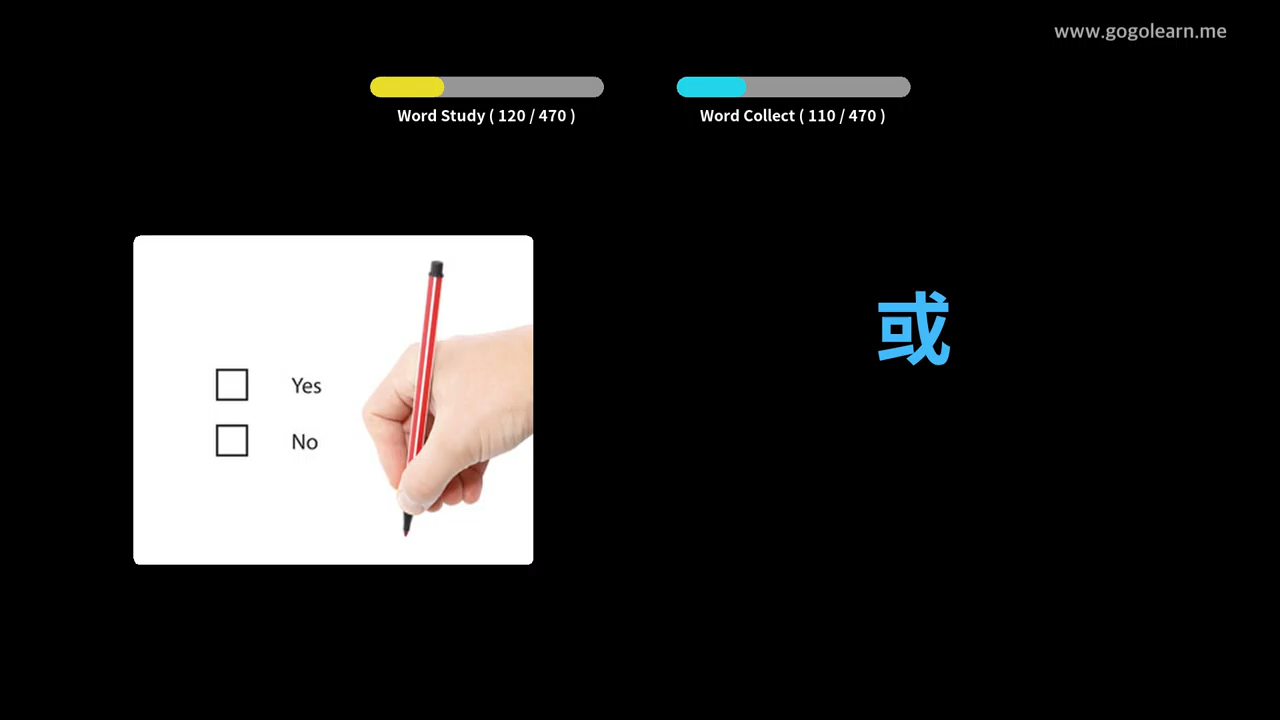 www.gogolearn.me
Word Study ( 120 / 470 )
Word Collect ( 110 / 470 )
或
Yes
No